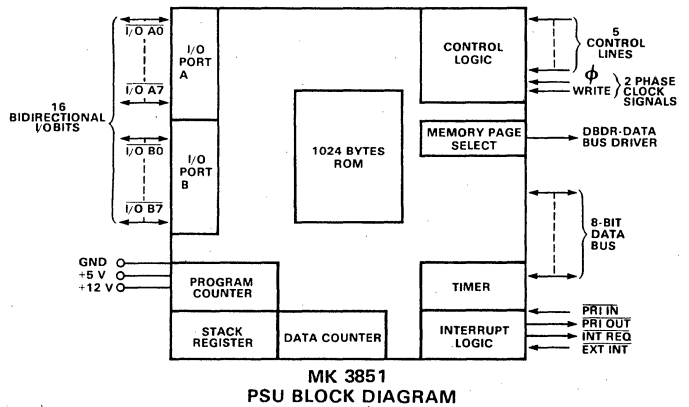 16
BIDIRECTIONAL
I/O BITS
I/O A0
I/O A7
I/O B0
I/O B7
I/O
PORT
A
I/O
PORT
B
1024 BYTES
ROM
CONTROL
LOGIC
5
CONTROL
LINES
Φ
WRITE
2 PHASE
CLOCK
SIGNALS
MEMORY PAGE
SELECT
DBDR-DATA
BUS DRIVER
8-BIT
DATA
BUS
GND
+5 V
+12 V
PROGRAM
COUNTER
TIMER
STACK
REGISTER
DATA COUNTER
INTERRUPT
LOGIC
PRI IN
PRI OUT
INT REQ
EXT INT
MK 3851
PSU BLOCK DIAGRAM